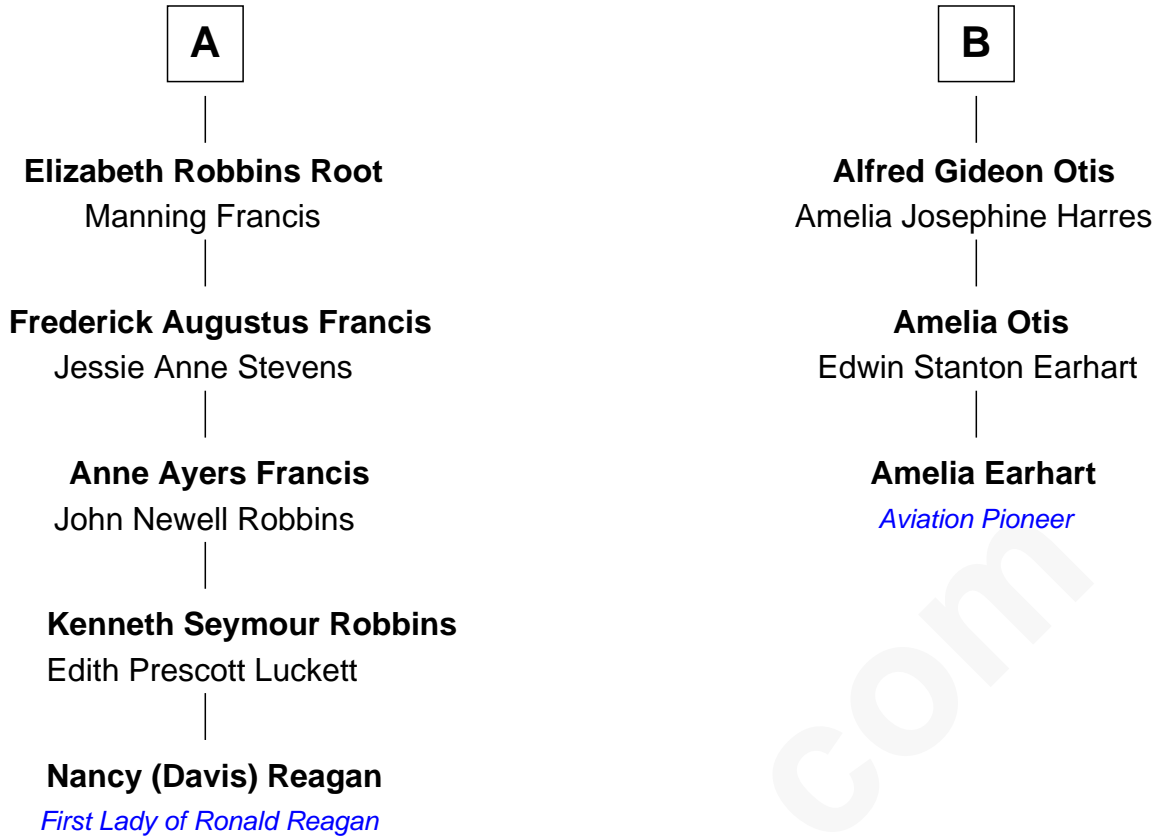 A
Elizabeth Robbins Root
Manning Francis
Frederick Augustus Francis
Jessie Anne Stevens
Anne Ayers Francis
John Newell Robbins
Kenneth Seymour Robbins
Edith Prescott Luckett
Nancy (Davis) Reagan
First Lady of Ronald Reagan
B
Alfred Gideon Otis
Amelia Josephine Harres
Amelia Otis
Edwin Stanton Earhart
Amelia Earhart
Aviation Pioneer
com